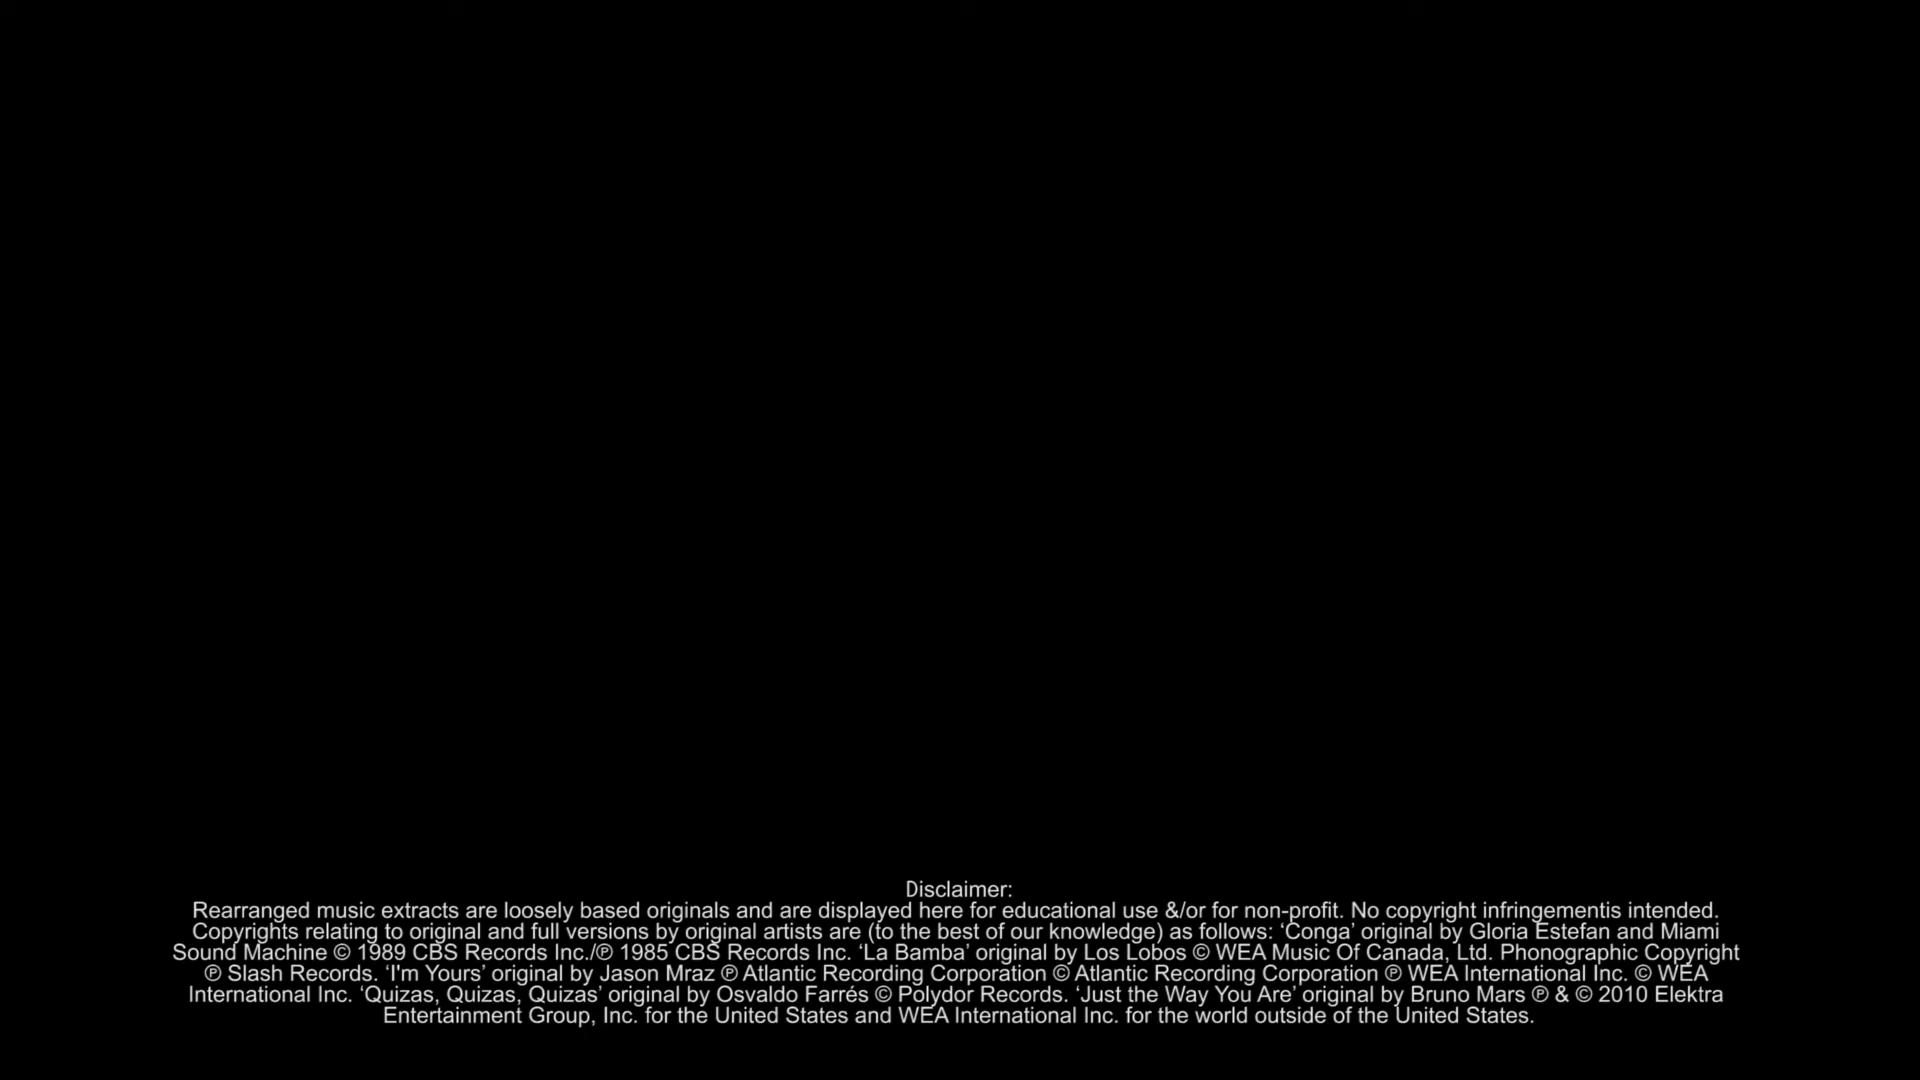 Disclaimer:
Rearranged music extracts are loosely based originals and are displayed here for educational use &/or for non-profit. No copyright infringementis intended.
Copyrights relating to original and full versions by original artists are (to the best of our knowledge) as follows: ‘Conga’ original by Gloria Estefan and Miami
Sound Machine © 1989 CBS Records Inc./℗ 1985 CBS Records Inc. ‘La Bamba’ original by Los Lobos © WEA Music Of Canada, Ltd. Phonographic Copyright
℗ Slash Records. ‘I'm Yours’ original by Jason Mraz ℗ Atlantic Recording Corporation © Atlantic Recording Corporation ℗ WEA International Inc. © WEA
International Inc. ‘Quizas, Quizas, Quizas’ original by Osvaldo Farrés © Polydor Records. ‘Just the Way You Are’ original by Bruno Mars ℗ & © 2010 Elektra
Entertainment Group, Inc. for the United States and WEA International Inc. for the world outside of the United States.